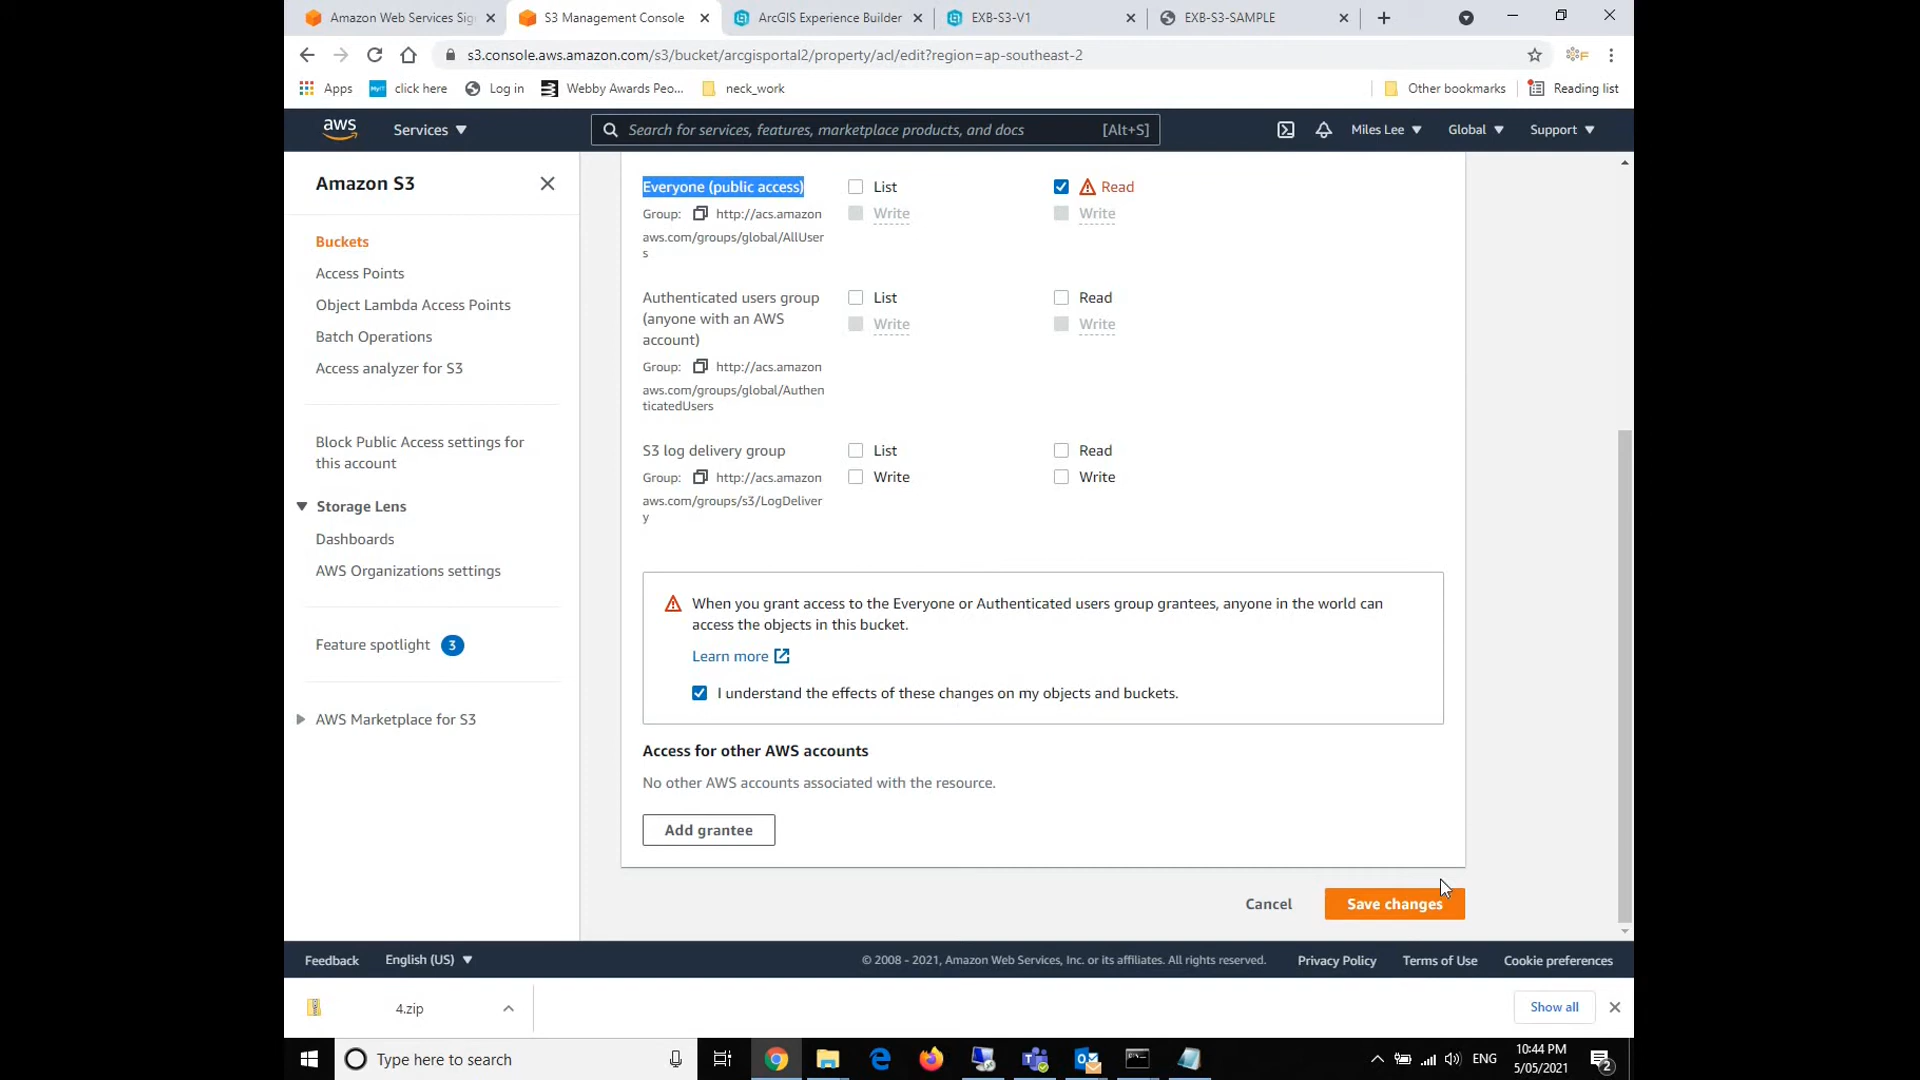 Amazon Web Services Sig
S3 Management Console
ArcGIS Experience Builder
EXB-S3-V1
EXB-S3-SAMPLE
s3.console.aws.amazon.com/s3/bucket/arcgisportal2/property/acl/edit?region=ap-southeast-2
Apps
click here
Log in
Webby Awards Peo...
neck_work
Other bookmarks
Reading list
aws
Services
Search for services, features, marketplace products, and docs
[Alt+S]
Miles Lee
Global
Support
Amazon S3
Buckets
Access Points
Object Lambda Access Points
Batch Operations
Access analyzer for S3
Block Public Access settings for
this account
Storage Lens
Dashboards
AWS Organizations settings
Feature spotlight 3
AWS Marketplace for S3
Everyone (public access)
Group: http://acs.amazon
aws.com/groups/global/AllUser
s
List
Write
Read
Write
Authenticated users group
(anyone with an AWS
account)
Group: http://acs.amazon
aws.com/groups/global/Authen
ticatedUsers
List
Write
Read
Write
S3 log delivery group
Group: http://acs.amazon
aws.com/groups/s3/LogDeliver
y
List
Write
Read
Write
When you grant access to the Everyone or Authenticated users group grantees, anyone in the world can
access the objects in this bucket.
Learn more
I understand the effects of these changes on my objects and buckets.
Access for other AWS accounts
No other AWS accounts associated with the resource.
Add grantee
Cancel
Save changes
Feedback
English (US)
© 2008 - 2021, Amazon Web Services, Inc. or its affiliates. All rights reserved.
Privacy Policy
Terms of Use
Cookie preferences
4.zip
Show all
Type here to search
ENG
10:44 PM
5/05/2021
2